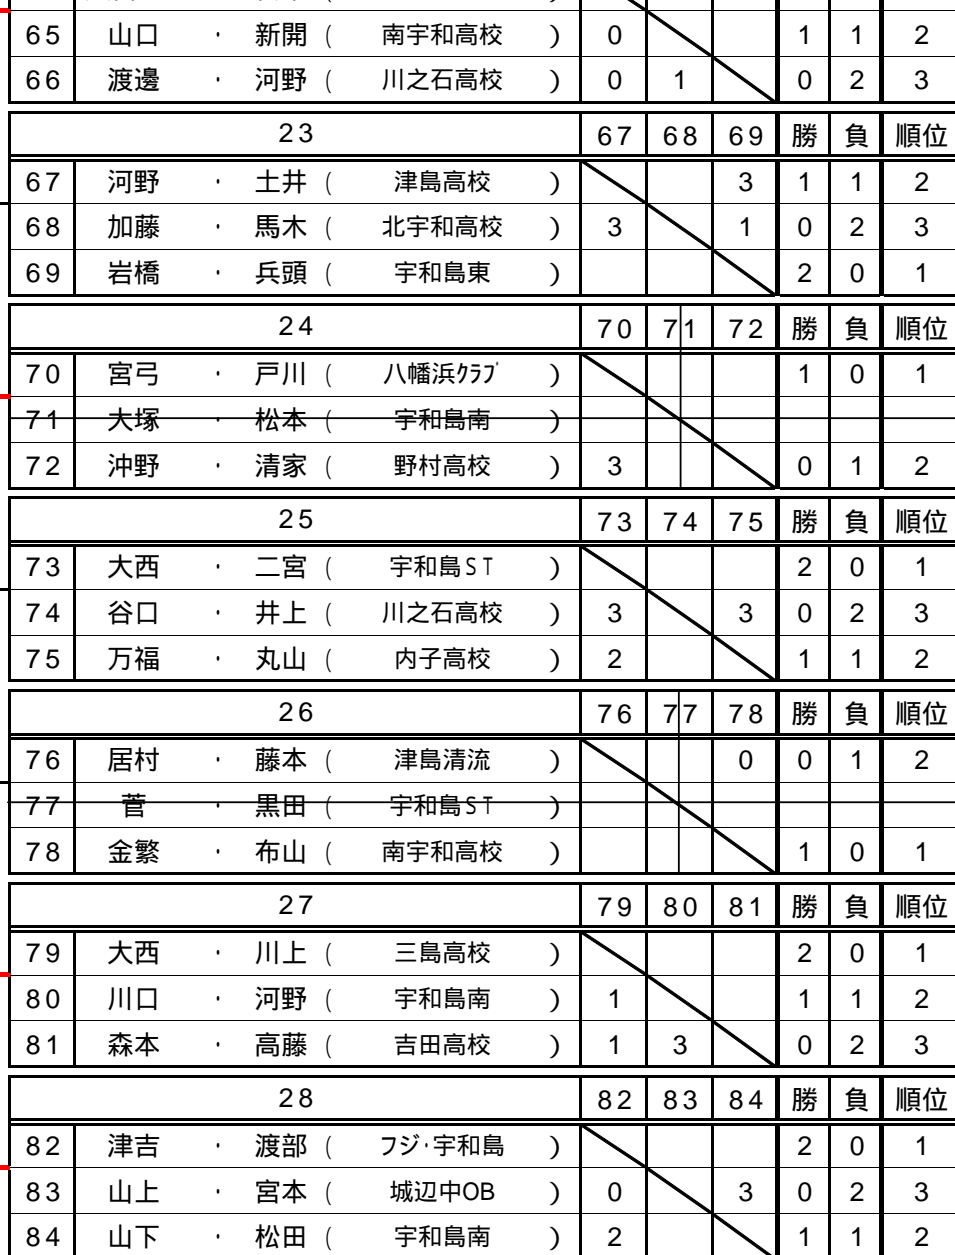 65 山口 ・ 新開 ( 南宇和高校 ) 0 1 1 2
66 渡邊 ・ 河野 ( 川之石高校 ) 0 1 0 2 3
23 67 68 69 勝 負 順位
67 河野 ・ 土井 ( 津島高校 ) 3 1 1 2
68 加藤 ・ 馬木 ( 北宇和高校 ) 3 1 0 2 3
69 岩橋 ・ 兵頭 ( 宇和島東 ) 2 0 1
24 70 71 72 勝 負 順位
70 宮弓 ・ 戸川 ( 八幡浜ｸﾗﾌﾞ ) 1 0 1
71 大塚 ・ 松本 ( 宇和島南 )
72 沖野 ・ 清家 ( 野村高校 ) 3 0 1 2
25 73 74 75 勝 負 順位
73 大西 ・ 二宮 ( 宇和島ST ) 2 0 1
74 谷口 ・ 井上 ( 川之石高校 ) 3 3 0 2 3
75 万福 ・ 丸山 ( 内子高校 ) 2 1 1 2
26 76 77 78 勝 負 順位
76 居村 ・ 藤本 ( 津島清流 ) 0 0 1 2
77 菅 ・ 黒田 ( 宇和島ST )
78 金繁 ・ 布山 ( 南宇和高校 ) 1 0 1
27 79 80 81 勝 負 順位
79 大西 ・ 川上 ( 三島高校 ) 2 0 1
80 川口 ・ 河野 ( 宇和島南 ) 1 1 1 2
81 森本 ・ 高藤 ( 吉田高校 ) 1 3 0 2 3
28 82 83 84 勝 負 順位
82 津吉 ・ 渡部 ( フジ・宇和島 ) 2 0 1
83 山上 ・ 宮本 ( 城辺中OB ) 0 3 0 2 3
84 山下 ・ 松田 ( 宇和島南 ) 2 1 1 2